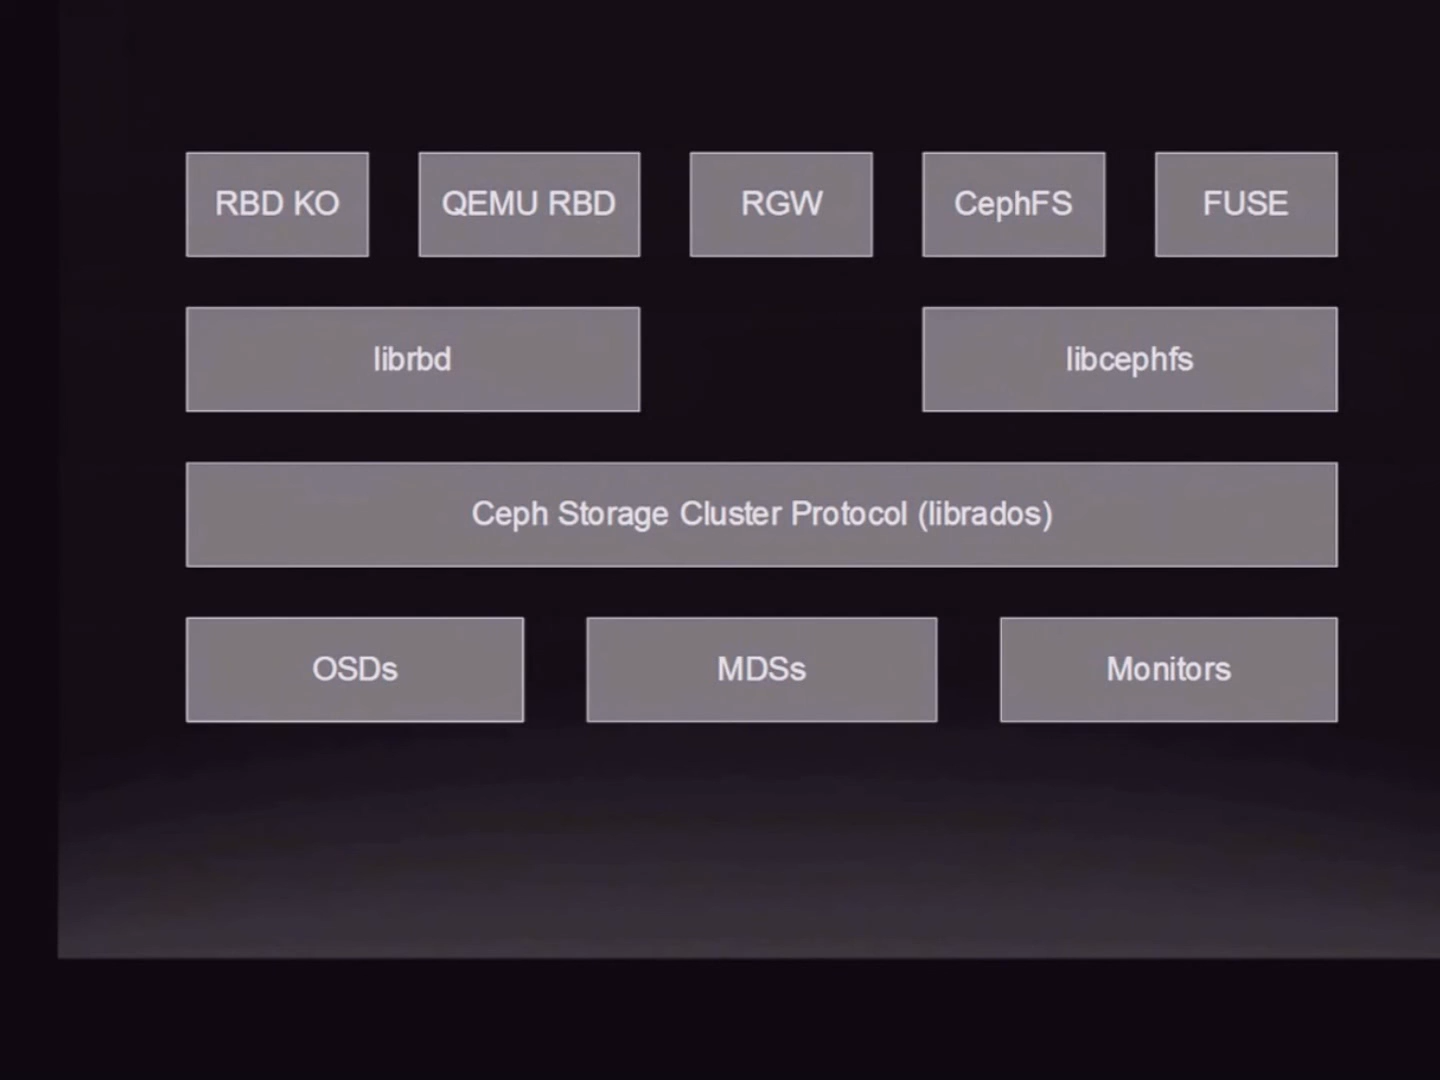 RBD KO
QEMU RBD
RGW
CephFS
FUSE
librbd
libcephfs
Ceph Storage Cluster Protocol (librados)
OSDs
MDSs
Monitors